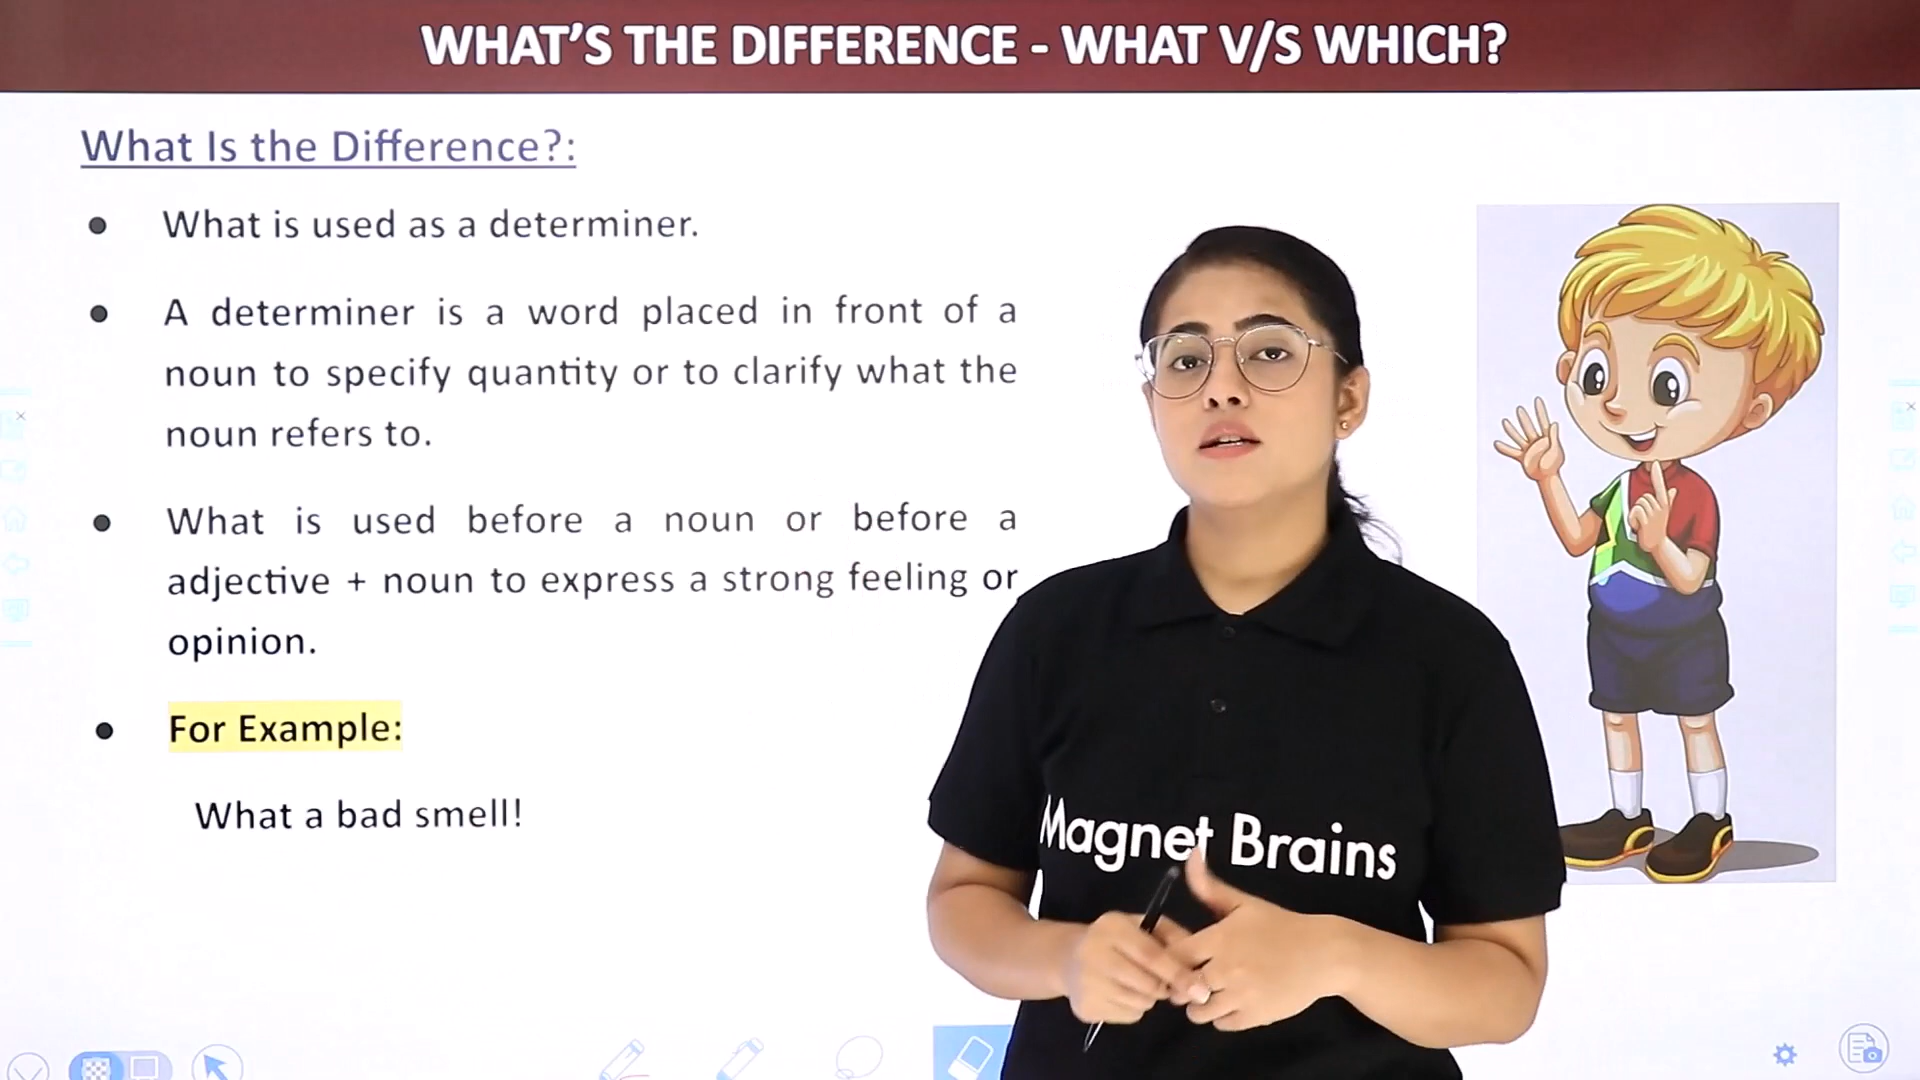 WHAT'S THE DIFFERENCE - WHAT V/S WHICH?
What Is the Difference?:
● What is used as a determiner.
● A determiner is a word placed in front of a
noun to specify quantity or to clarify what the
noun refers to.
● What is used before a noun or before a
adjective + noun to express a strong feeling or
opinion.
● For Example:
What a bad smell!
Magnet Brains